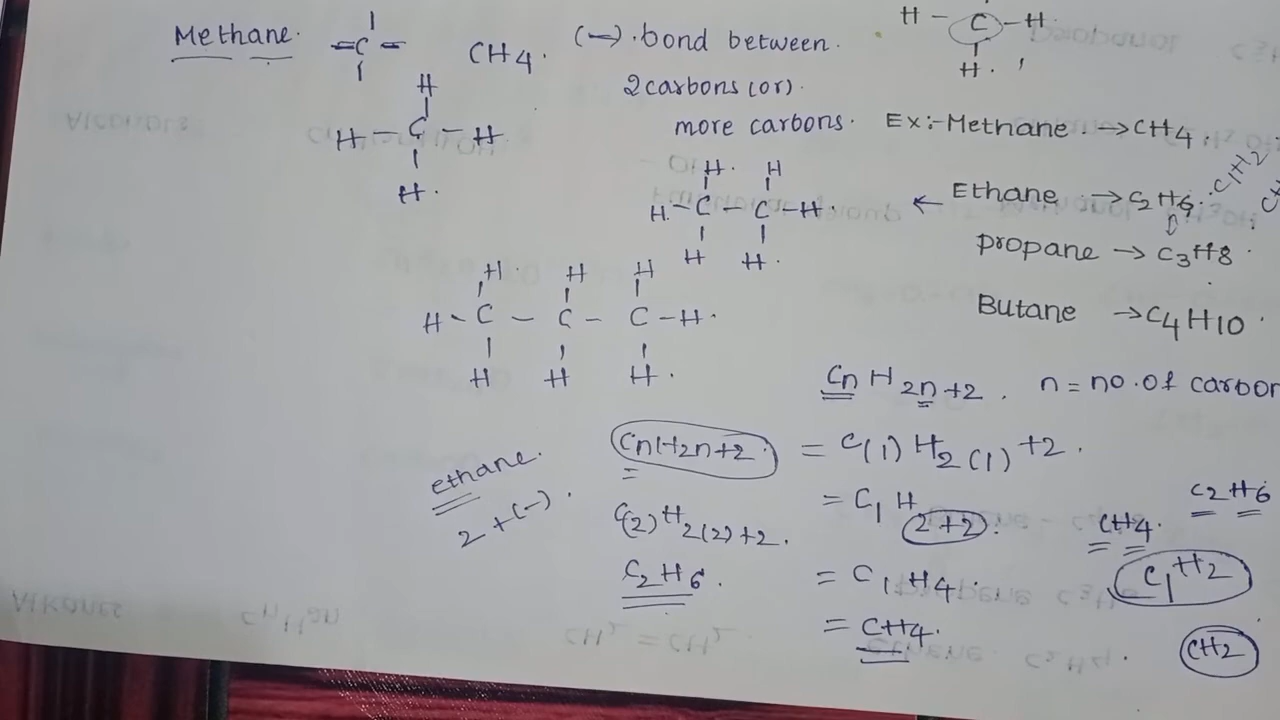 Methane. -C- CH4. (-). bond between.
2 carbons (or).
more carbons.
H
H - C - H
H.
H - C - H.
H.
Ex:- Methane. → CH4.
← Ethane → C2H6. C1H2
propane → C3H8.
Butane → C4H10.
H. H
H. - C - C - H.
H H.
H. H H
H - C - C - C - H.
H H H.
CnH2n+2. n = no. of carbon
CnH2n+2. = C(1)H2(1)+2.
C(2)H2(2)+2.
C2H6.
= C1H2+2.
= C1H4.
= CH4.
ethane.
2 + (-).
C2H6
CH4.
C1H2
CH2